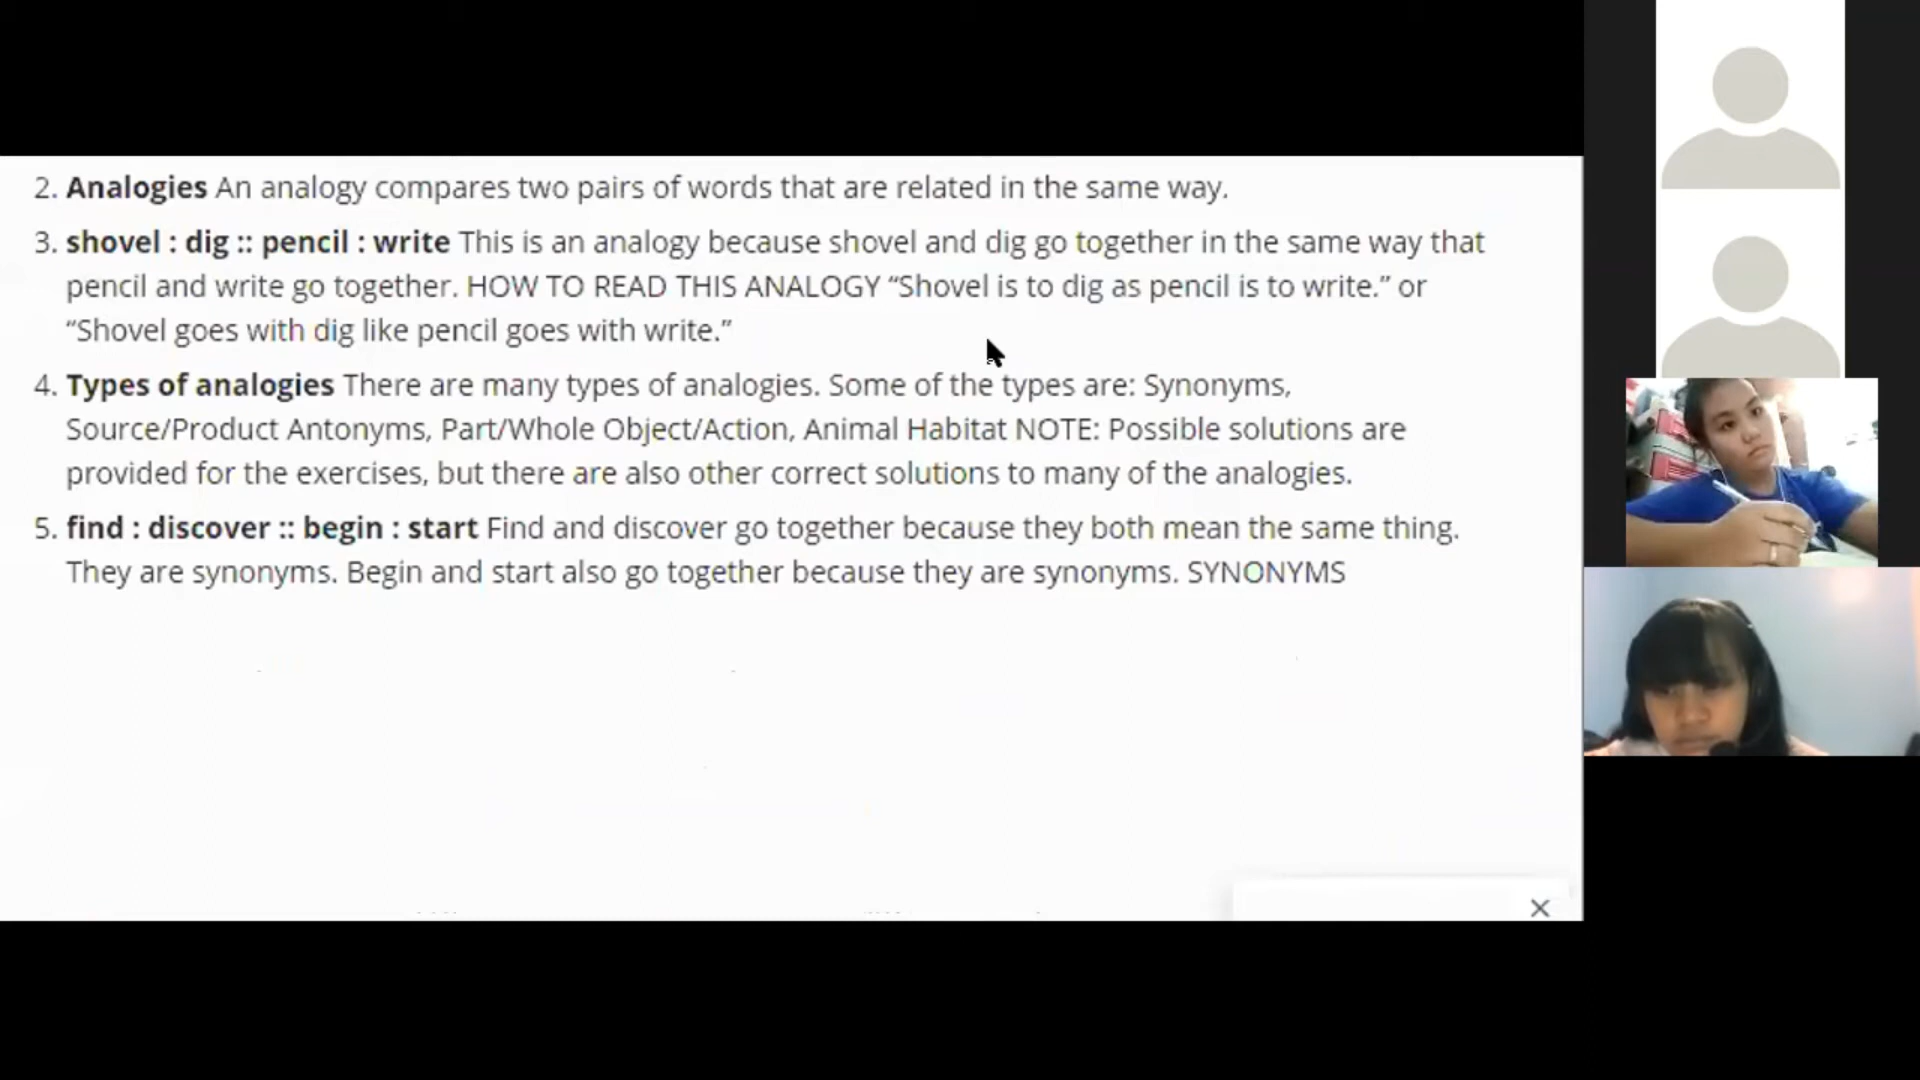 2. Analogies An analogy compares two pairs of words that are related in the same way.
3. shovel : dig :: pencil : write This is an analogy because shovel and dig go together in the same way that
pencil and write go together. HOW TO READ THIS ANALOGY “Shovel is to dig as pencil is to write.” or
“Shovel goes with dig like pencil goes with write.”
4. Types of analogies There are many types of analogies. Some of the types are: Synonyms,
Source/Product Antonyms, Part/Whole Object/Action, Animal Habitat NOTE: Possible solutions are
provided for the exercises, but there are also other correct solutions to many of the analogies.
5. find : discover :: begin : start Find and discover go together because they both mean the same thing.
They are synonyms. Begin and start also go together because they are synonyms. SYNONYMS